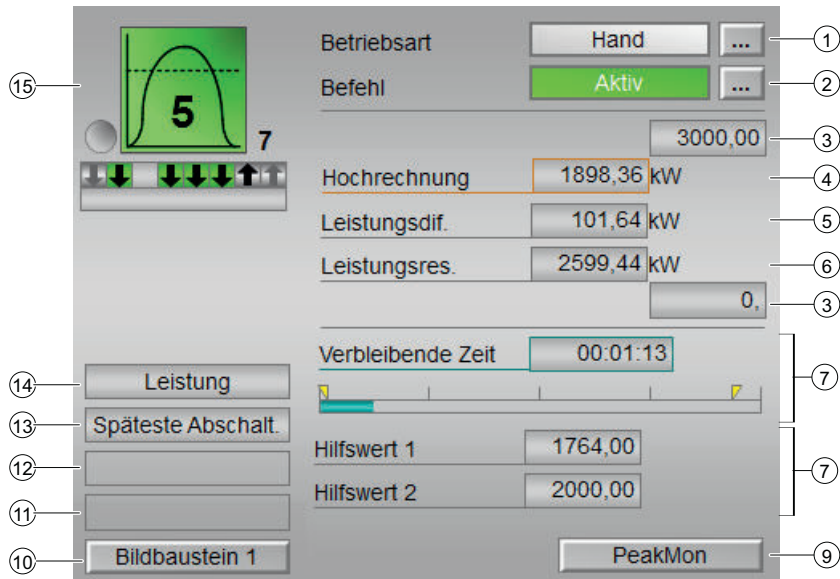 Betriebsart Hand ... 1
Befehl Aktiv ... 2
15
5
7
3000,00 3
Hochrechnung 1898,36 kW 4
Leistungsdif. 101,64 kW 5
Leistungsres. 2599,44 kW 6
0, 3
Verbleibende Zeit 00:01:13
7
14 Leistung
13 Späteste Abschalt.
12
11
10 Bildbaustein 1
Hilfswert 1 1764,00
Hilfswert 2 2000,00
7
PeakMon 9